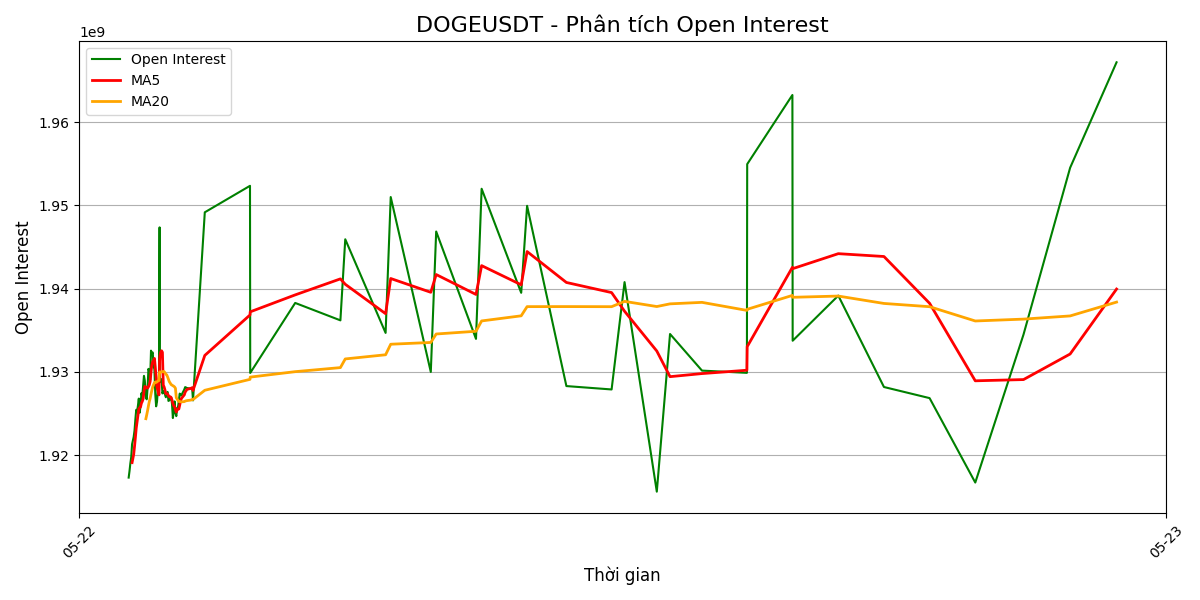 DOGEUSDT - Phân tích Open Interest
1e9
Open Interest
MA5
MA20
1.96
1.95
1.94
1.93
1.92
Open Interest
05-22
05-23
Thời gian